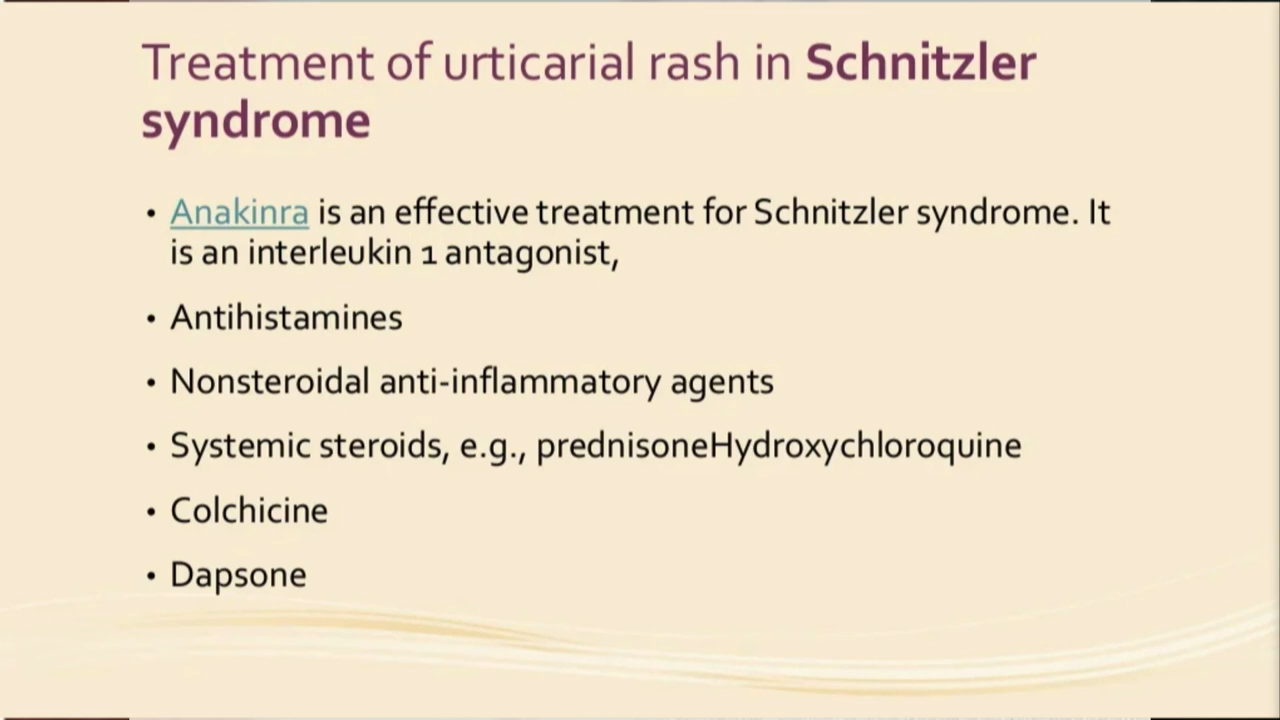 Treatment of urticarial rash in Schnitzler
syndrome
• Anakinra is an effective treatment for Schnitzler syndrome. It
is an interleukin 1 antagonist,
• Antihistamines
• Nonsteroidal anti-inflammatory agents
• Systemic steroids, e.g., prednisoneHydroxychloroquine
• Colchicine
• Dapsone